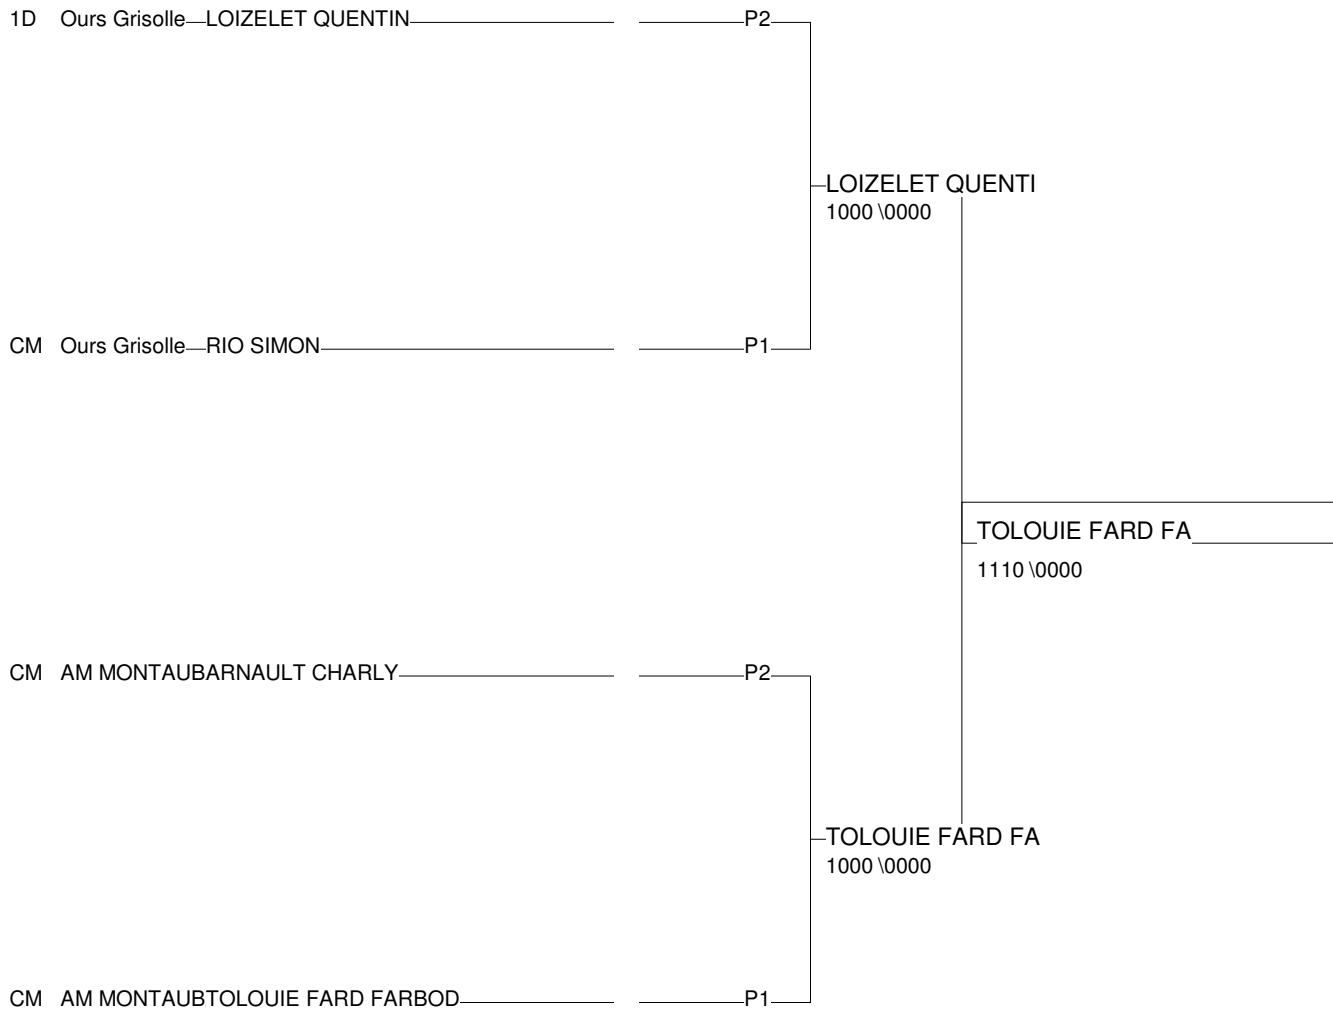 1D Ours Grisolle LOIZELET QUENTIN P2
LOIZELET QUENTI
1000 \0000
CM Ours Grisolle RIO SIMON P1
TOLOUIE FARD FA
1110 \0000
CM AM MONTAUBARNAULT CHARLY P2
TOLOUIE FARD FA
1000 \0000
CM AM MONTAUBTOLOUIE FARD FARBOD P1